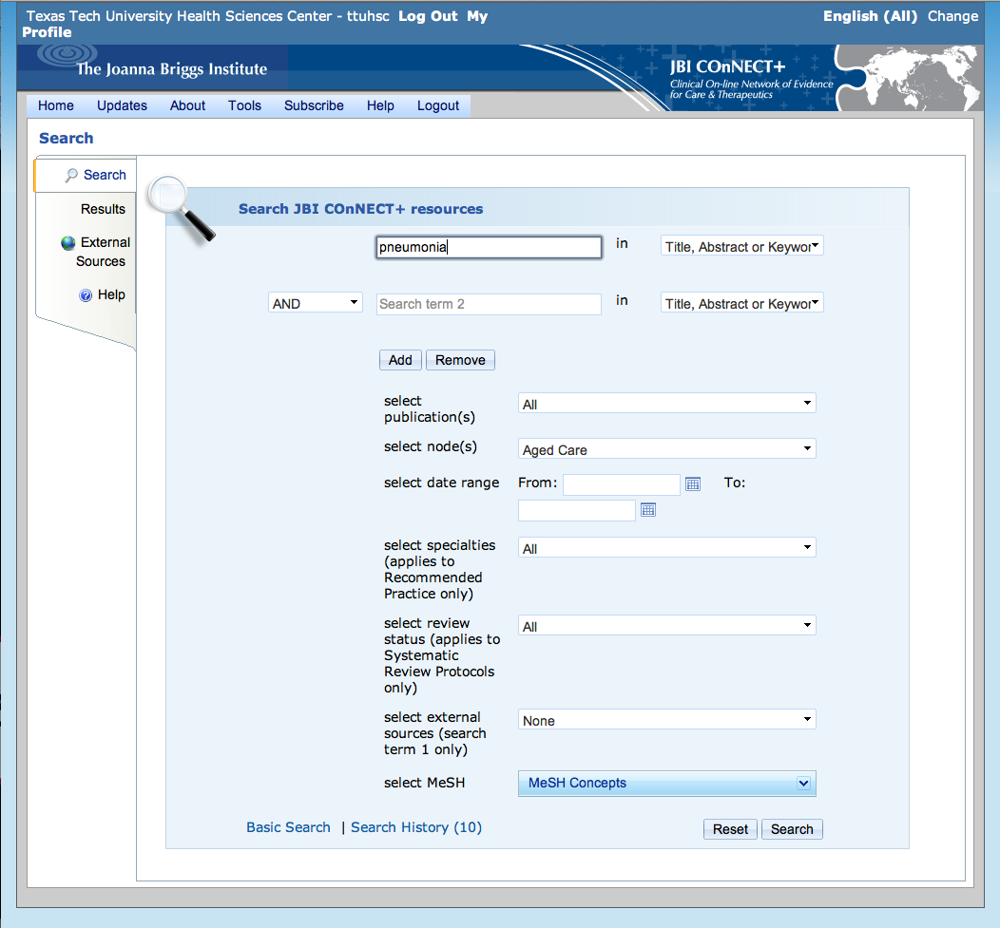 Texas Tech University Health Sciences Center - ttuhsc Log Out My
Profile
English (All) Change
The Joanna Briggs Institute
JBI COnNECT+
Clinical On-line Network of Evidence
for Care & Therapeutics
Home Updates About Tools Subscribe Help Logout
Search
Search
Results
External
Sources
Help
Search JBI COnNECT+ resources
pneumonia in Title, Abstract or Keywor
AND Search term 2 in Title, Abstract or Keywor
Add Remove
select
publication(s)
All
select node(s) Aged Care
select date range From: To:
select specialties
(applies to
Recommended
Practice only)
All
select review
status (applies to
Systematic
Review Protocols
only)
All
select external
sources (search
term 1 only)
None
select MeSH MeSH Concepts
Basic Search | Search History (10) Reset Search